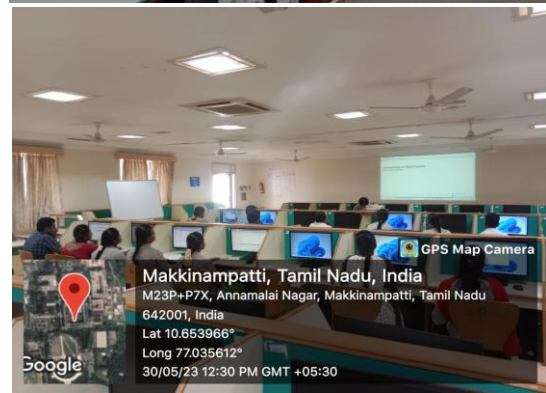 GPS Map Camera
Makkinampatti, Tamil Nadu, India
M23P+P7X, Annamalai Nagar, Makkinampatti, Tamil Nadu
642001, India
Lat 10.653966°
Long 77.035612°
30/05/23 12:30 PM GMT +05:30
Google